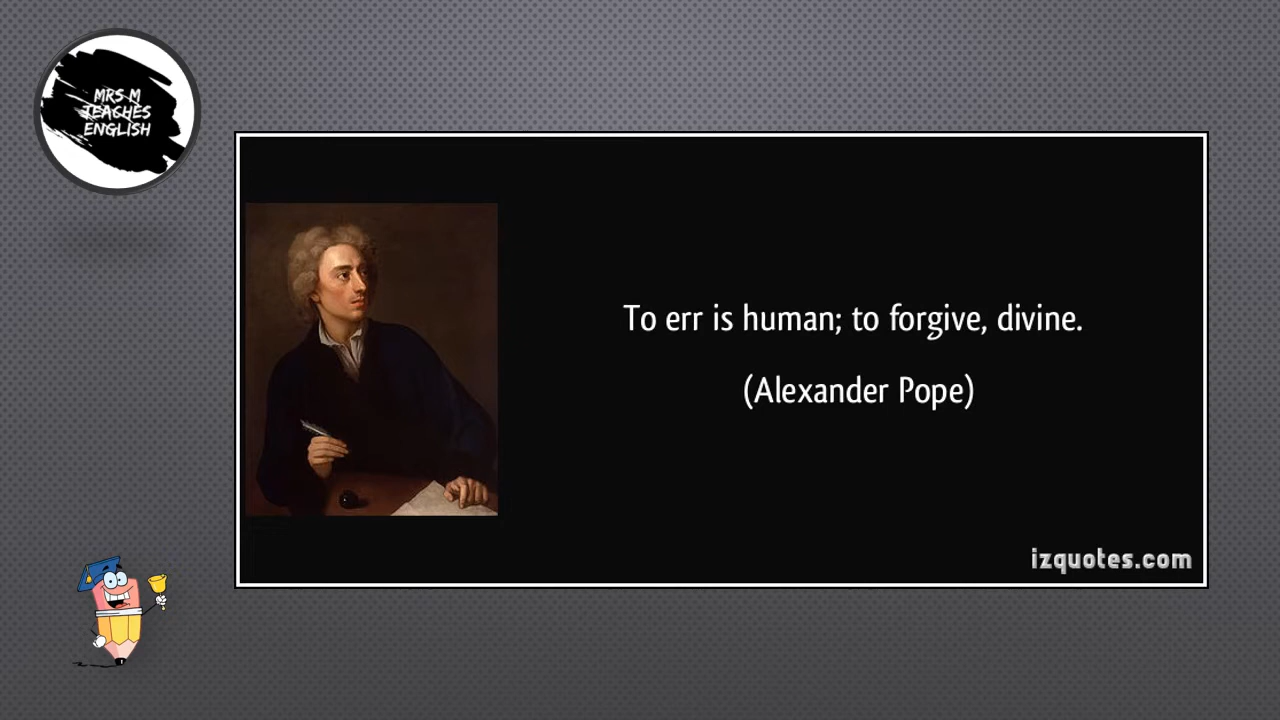 MRS M
TEACHES
ENGLISH
To err is human; to forgive, divine.
(Alexander Pope)
izquotes.com